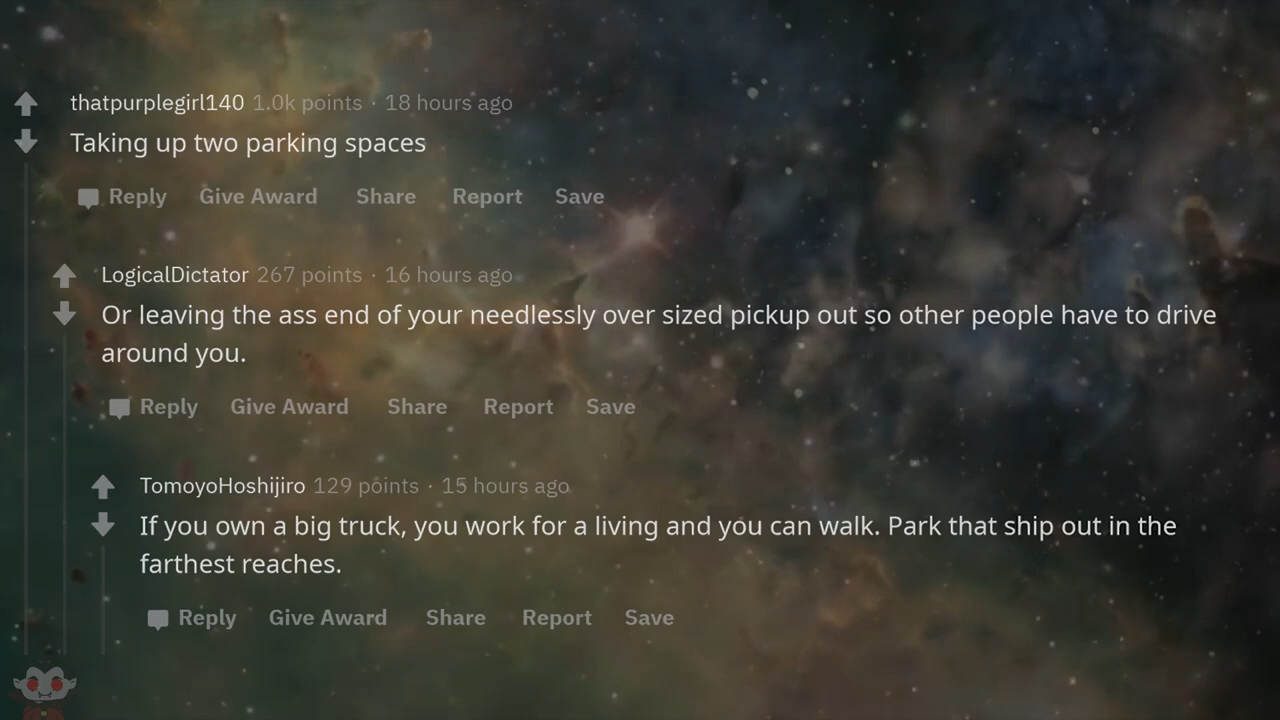 thatpurplegirl140 1.0k points · 18 hours ago
Taking up two parking spaces
Reply Give Award Share Report Save
LogicalDictator 267 points · 16 hours ago
Or leaving the ass end of your needlessly over sized pickup out so other people have to drive
around you.
Reply Give Award Share Report Save
TomoyoHoshijiro 129 points · 15 hours ago
If you own a big truck, you work for a living and you can walk. Park that ship out in the
farthest reaches.
Reply Give Award Share Report Save